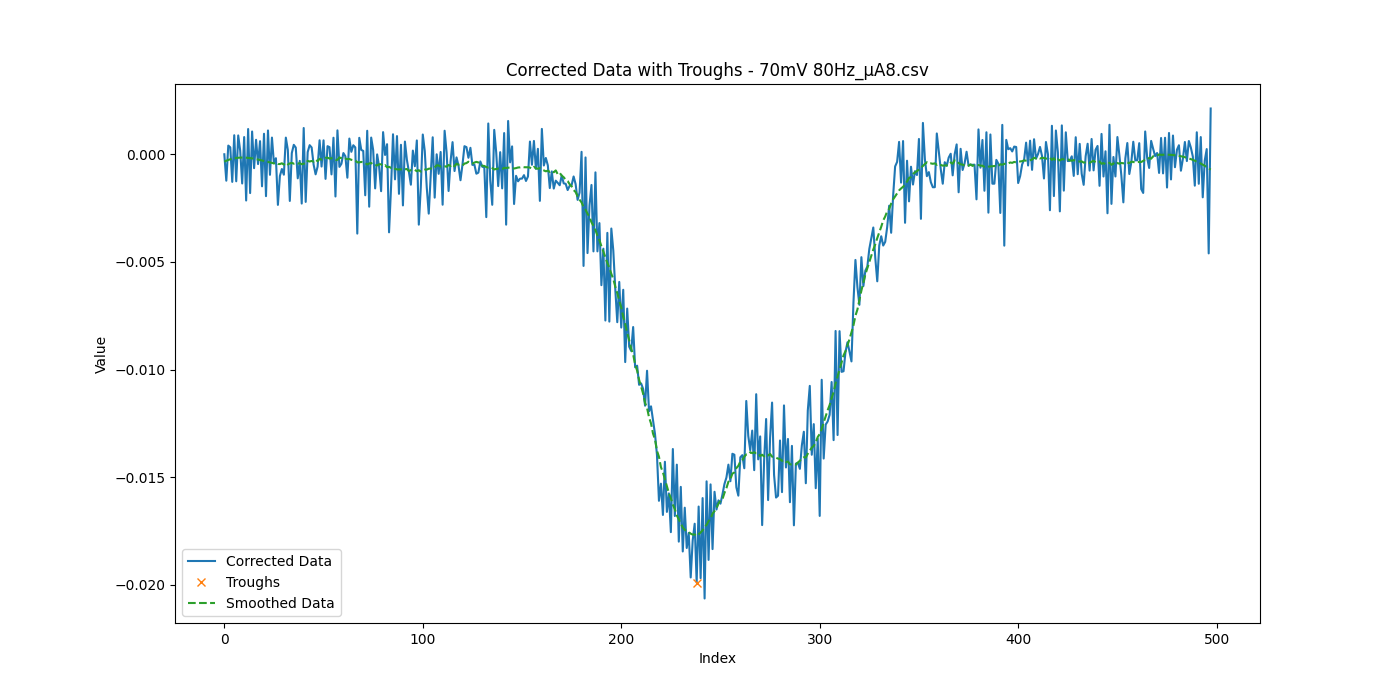 Corrected Data with Troughs - 70mV 80Hz_µA8.csv
Value
0.000
−0.005
−0.010
−0.015
−0.020
Corrected Data
Troughs
Smoothed Data
0 100 200 300 400 500
Index